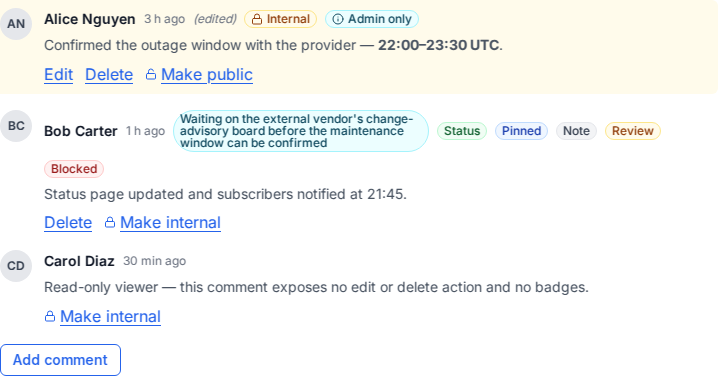 AN Alice Nguyen 3 h ago (edited) Internal Admin only
Confirmed the outage window with the provider — 22:00–23:30 UTC.
Edit Delete Make public
BC Bob Carter 1 h ago
Waiting on the external vendor's change-
advisory board before the maintenance
window can be confirmed
Status Pinned Note Review
Blocked
Status page updated and subscribers notified at 21:45.
Delete Make internal
CD Carol Diaz 30 min ago
Read-only viewer — this comment exposes no edit or delete action and no badges.
Make internal
Add comment